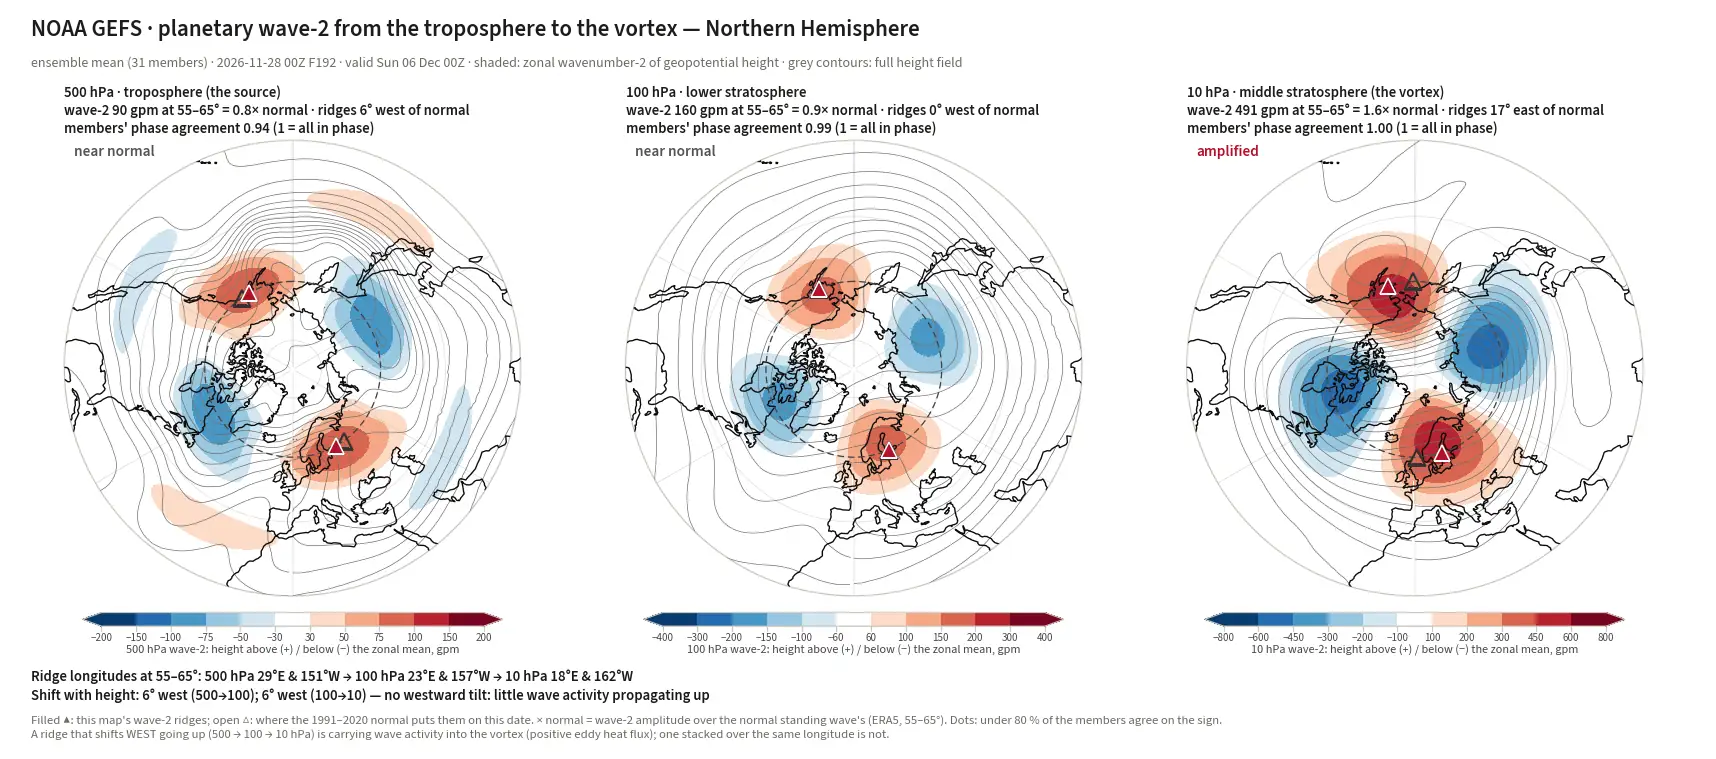 NOAA GEFS · planetary wave-2 from the troposphere to the vortex — Northern Hemisphere
ensemble mean (31 members) · 2026-11-28 00Z F192 · valid Sun 06 Dec 00Z · shaded: zonal wavenumber-2 of geopotential height · grey contours: full height field
500 hPa · troposphere (the source)
wave-2 90 gpm at 55–65° = 0.8× normal · ridges 6° west of normal
members' phase agreement 0.94 (1 = all in phase)
near normal
100 hPa · lower stratosphere
wave-2 160 gpm at 55–65° = 0.9× normal · ridges 0° west of normal
members' phase agreement 0.99 (1 = all in phase)
near normal
10 hPa · middle stratosphere (the vortex)
wave-2 491 gpm at 55–65° = 1.6× normal · ridges 17° east of normal
members' phase agreement 1.00 (1 = all in phase)
amplified
−200 −150 −100 −75 −50 −30 30 50 75 100 150 200
500 hPa wave-2: height above (+) / below (−) the zonal mean, gpm
−400 −300 −200 −150 −100 −60 60 100 150 200 300 400
100 hPa wave-2: height above (+) / below (−) the zonal mean, gpm
−800 −600 −450 −300 −200 −100 100 200 300 450 600 800
10 hPa wave-2: height above (+) / below (−) the zonal mean, gpm
Ridge longitudes at 55–65°: 500 hPa 29°E & 151°W → 100 hPa 23°E & 157°W → 10 hPa 18°E & 162°W
Shift with height: 6° west (500→100); 6° west (100→10) — no westward tilt: little wave activity propagating up
Filled ▲: this map's wave-2 ridges; open △: where the 1991–2020 normal puts them on this date. × normal = wave-2 amplitude over the normal standing wave's (ERA5, 55–65°). Dots: under 80 % of the members agree on the sign.
A ridge that shifts WEST going up (500 → 100 → 10 hPa) is carrying wave activity into the vortex (positive eddy heat flux); one stacked over the same longitude is not.